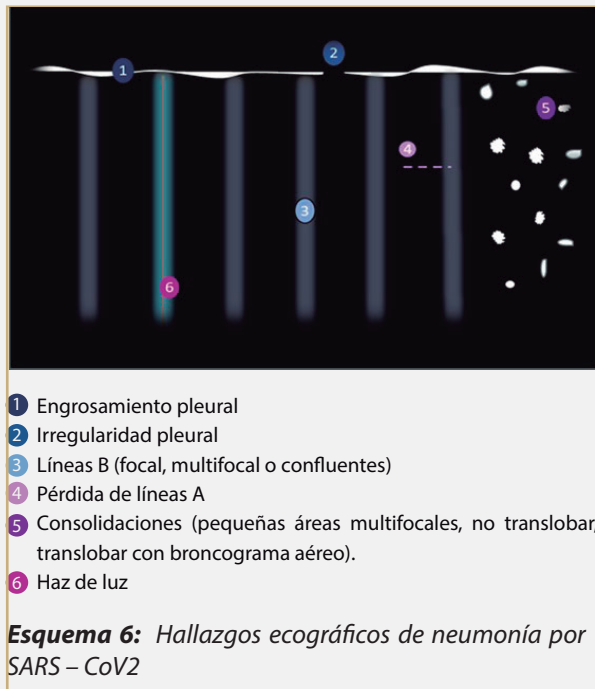 2
1
5
4
3
6
1 Engrosamiento pleural
2 Irregularidad pleural
3 Líneas B (focal, multifocal o confluentes)
4 Pérdida de líneas A
5 Consolidaciones (pequeñas áreas multifocales, no translobar,
translobar con broncograma aéreo).
6 Haz de luz
Esquema 6: Hallazgos ecográficos de neumonía por
SARS – CoV2